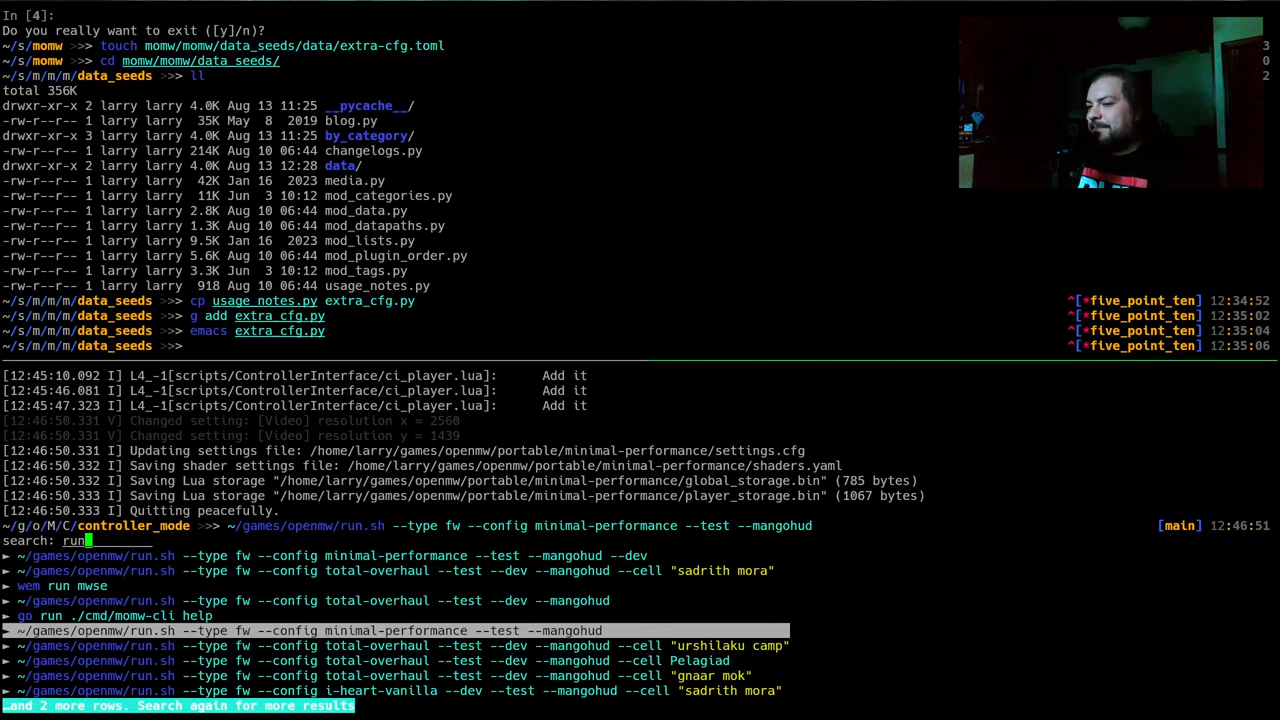 In [4]:
Do you really want to exit ([y]/n)?
~/s/momw >>> touch momw/momw/data_seeds/data/extra-cfg.toml
~/s/momw >>> cd momw/momw/data_seeds/
~/s/m/m/m/data_seeds >>> ll
total 356K
drwxr-xr-x 2 larry larry 4.0K Aug 13 11:25 __pycache__/
-rw-r--r-- 1 larry larry  35K May  8  2019 blog.py
drwxr-xr-x 3 larry larry 4.0K Aug 13 11:25 by_category/
-rw-r--r-- 1 larry larry 214K Aug 10 06:44 changelogs.py
drwxr-xr-x 2 larry larry 4.0K Aug 13 12:28 data/
-rw-r--r-- 1 larry larry  42K Jan 16  2023 media.py
-rw-r--r-- 1 larry larry  11K Jun  3 10:12 mod_categories.py
-rw-r--r-- 1 larry larry 2.8K Aug 10 06:44 mod_data.py
-rw-r--r-- 1 larry larry 1.3K Aug 10 06:44 mod_datapaths.py
-rw-r--r-- 1 larry larry 9.5K Jan 16  2023 mod_lists.py
-rw-r--r-- 1 larry larry 5.6K Aug 10 06:44 mod_plugin_order.py
-rw-r--r-- 1 larry larry 3.3K Jun  3 10:12 mod_tags.py
-rw-r--r-- 1 larry larry  918 Aug 10 06:44 usage_notes.py
~/s/m/m/m/data_seeds >>> cp usage_notes.py extra_cfg.py ^[*five_point_ten] 12:34:52
~/s/m/m/m/data_seeds >>> g add extra_cfg.py ^[*five_point_ten] 12:35:02
~/s/m/m/m/data_seeds >>> emacs extra_cfg.py ^[*five_point_ten] 12:35:04
~/s/m/m/m/data_seeds >>> ^[*five_point_ten] 12:35:06
3
0
2
[12:45:10.092 I] L4_-1[scripts/ControllerInterface/ci_player.lua]:      Add it
[12:45:46.081 I] L4_-1[scripts/ControllerInterface/ci_player.lua]:      Add it
[12:45:47.323 I] L4_-1[scripts/ControllerInterface/ci_player.lua]:      Add it
[12:46:50.331 V] Changed setting: [Video] resolution x = 2560
[12:46:50.331 V] Changed setting: [Video] resolution y = 1439
[12:46:50.331 I] Updating settings file: /home/larry/games/openmw/portable/minimal-performance/settings.cfg
[12:46:50.332 I] Saving shader settings file: /home/larry/games/openmw/portable/minimal-performance/shaders.yaml
[12:46:50.332 I] Saving Lua storage "/home/larry/games/openmw/portable/minimal-performance/global_storage.bin" (785 bytes)
[12:46:50.333 I] Saving Lua storage "/home/larry/games/openmw/portable/minimal-performance/player_storage.bin" (1067 bytes)
[12:46:50.333 I] Quitting peacefully.
~/g/o/M/C/controller_mode >>> ~/games/openmw/run.sh --type fw --config minimal-performance --test --mangohud [main] 12:46:51
search: run
► ~/games/openmw/run.sh --type fw --config minimal-performance --test --mangohud --dev
► ~/games/openmw/run.sh --type fw --config total-overhaul --test --dev --mangohud --cell "sadrith mora"
► wem run mwse
► ~/games/openmw/run.sh --type fw --config total-overhaul --test --dev --mangohud
► go run ./cmd/momw-cli help
► ~/games/openmw/run.sh --type fw --config minimal-performance --test --mangohud
► ~/games/openmw/run.sh --type fw --config total-overhaul --test --dev --mangohud --cell "urshilaku camp"
► ~/games/openmw/run.sh --type fw --config total-overhaul --test --dev --mangohud --cell Pelagiad
► ~/games/openmw/run.sh --type fw --config total-overhaul --test --dev --mangohud --cell "gnaar mok"
► ~/games/openmw/run.sh --type fw --config i-heart-vanilla --dev --test --mangohud --cell "sadrith mora"
…and 2 more rows. Search again for more results